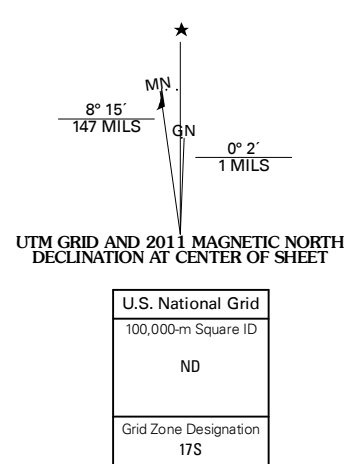 ★
MN
8° 15´
147 MILS
GN
0° 2´
1 MILS
UTM GRID AND 2011 MAGNETIC NORTH
DECLINATION AT CENTER OF SHEET
U.S. National Grid
100,000-m Square ID
ND
Grid Zone Designation
17S